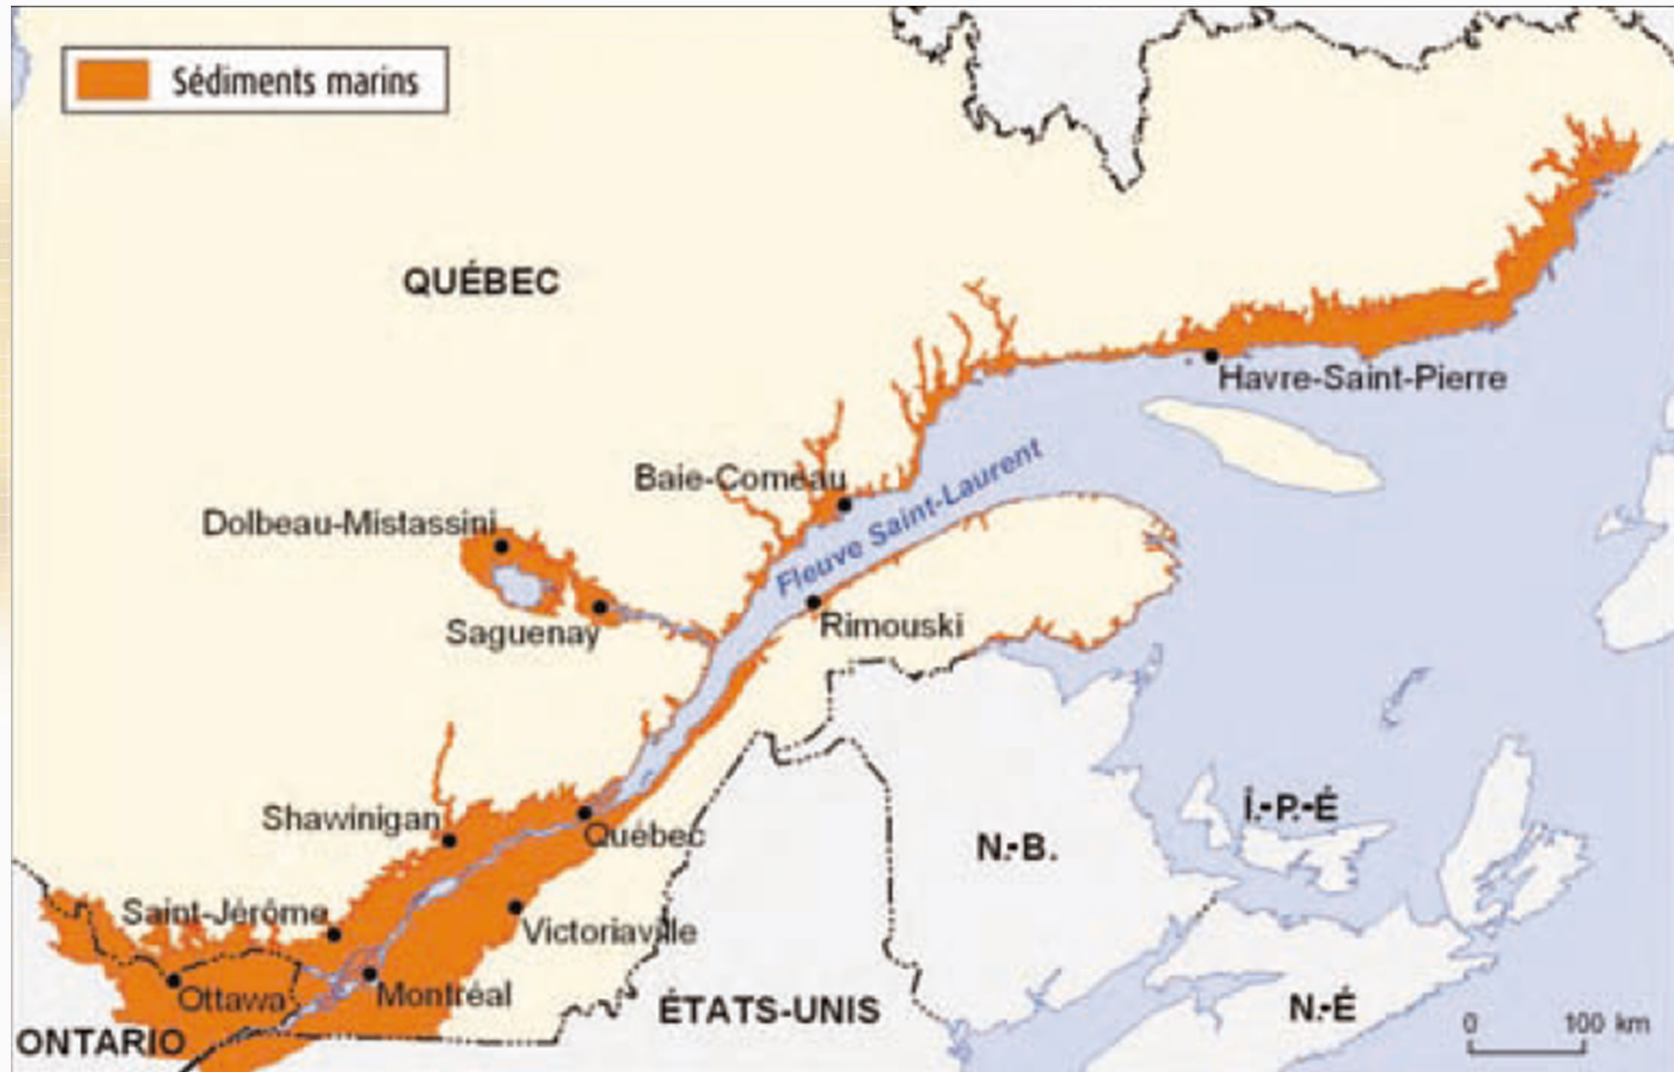 Sédiments marins
QUÉBEC
Havre-Saint-Pierre
Baie-Comeau
Fleuve Saint-Laurent
Dolbeau-Mistassini
Saguenay
Rimouski
Shawinigan
Québec
Î.-P.-É
N.-B.
Saint-Jérôme
Victoriaville
Ottawa
Montréal
ÉTATS-UNIS
N.-É
ONTARIO
0 100 km